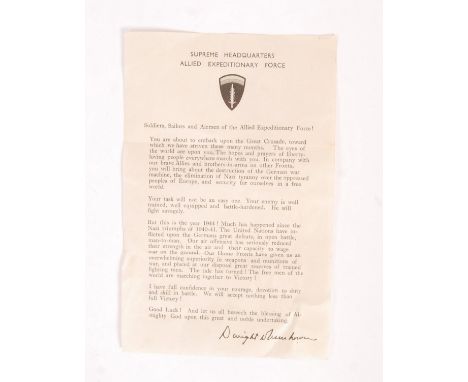 SUPREME HEADQUARTERS
ALLIED EXPEDITIONARY FORCE
Soldiers, Sailors and Airmen of the Allied Expeditionary Force!
You are about to embark upon the Great Crusade, toward
which we have striven these many months. The eyes of
the world are upon you. The hopes and prayers of liberty-
loving people everywhere march with you. In company with
our brave Allies and brothers-in-arms on other Fronts,
you will bring about the destruction of the German war
machine, the elimination of Nazi tyranny over the oppressed
peoples of Europe, and security for ourselves in a free
world.
Your task will not be an easy one. Your enemy is well
trained, well equipped and battle-hardened. He will
fight savagely.
But this is the year 1944! Much has happened since the
Nazi triumphs of 1940-41. The United Nations have in-
flicted upon the Germans great defeats, in open battle,
man-to-man. Our air offensive has seriously reduced
their strength in the air and their capacity to wage
war on the ground. Our Home Fronts have given us an
overwhelming superiority in weapons and munitions of
war, and placed at our disposal great reserves of trained
fighting men. The tide has turned! The free men of the
world are marching together to Victory!
I have full confidence in your courage, devotion to duty
and skill in battle. We will accept nothing less than
full Victory!
Good Luck! And let us all beseech the blessing of Al-
mighty God upon this great and noble undertaking.
Dwight D Eisenhower